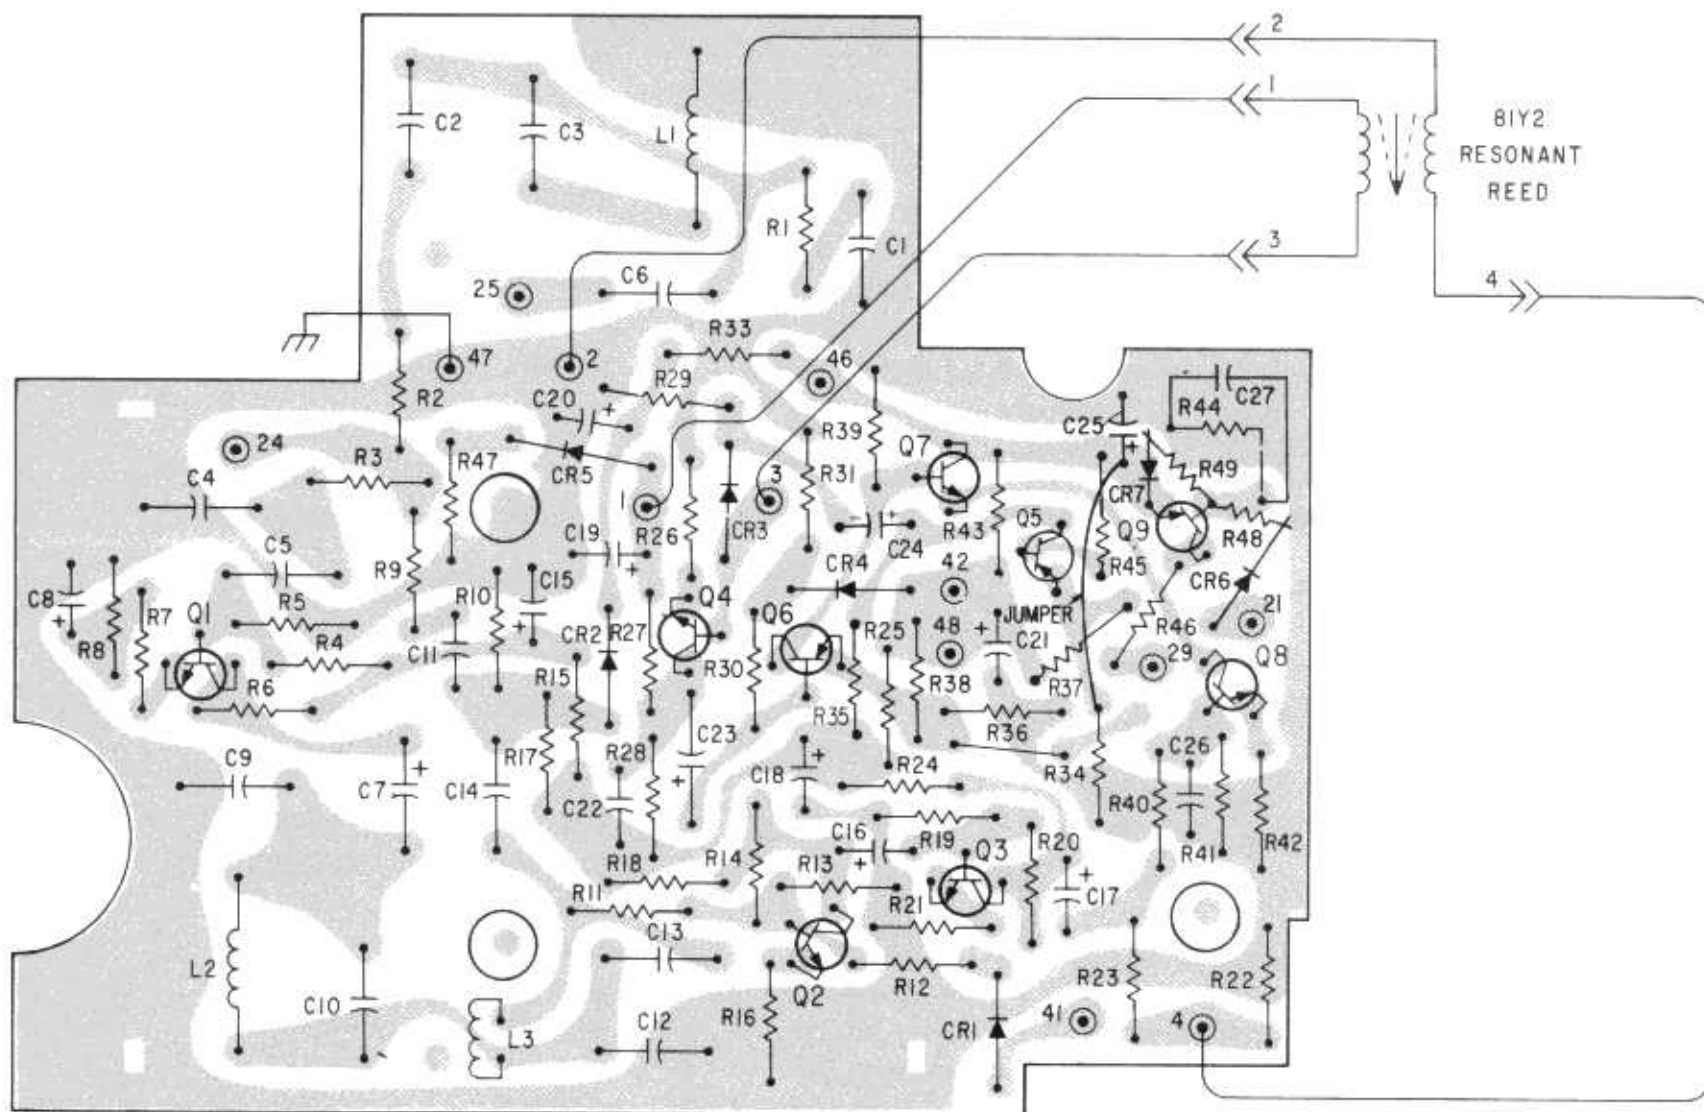 2
1
81Y2
RESONANT
REED
C2
C3
L1
R1
C1
3
4
25
C6
R33
47
2
46
R2
R29
C27
C20
+
R44
24
R39
Q7
C25
+
R3
R47
CR5
R31
R49
C4
1
3
CR7
R26
CR3
− +
C24
R43
Q5
Q9
R48
C19
+
C5
R9
CR4
42
R45
CR6
C8
+
R7
Q1
R5
R10
C15
+
Q4
Q6
JUMPER
21
R8
R4
C11
CR2
R27
R25
48
+
C21
R46
R6
R15
R30
R38
R37
29
Q8
R35
R36
C9
C7
+
C14
R17
R28
C23
+
C18
+
R34
C26
C22
R24
R40
R41
R42
R18
R14
C16
+
R19
Q3
R20
+
C17
R11
R13
R21
L2
C13
C10
Q2
R12
R23
R22
L3
C12
R16
CR1
41
4